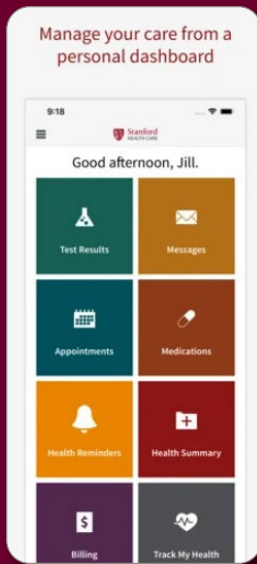 Manage your care from a
personal dashboard
9:18
Stanford
HEALTH CARE
Good afternoon, Jill.
Test Results
Messages
Appointments
Medications
Health Reminders
Health Summary
$
Billing
Track My Health